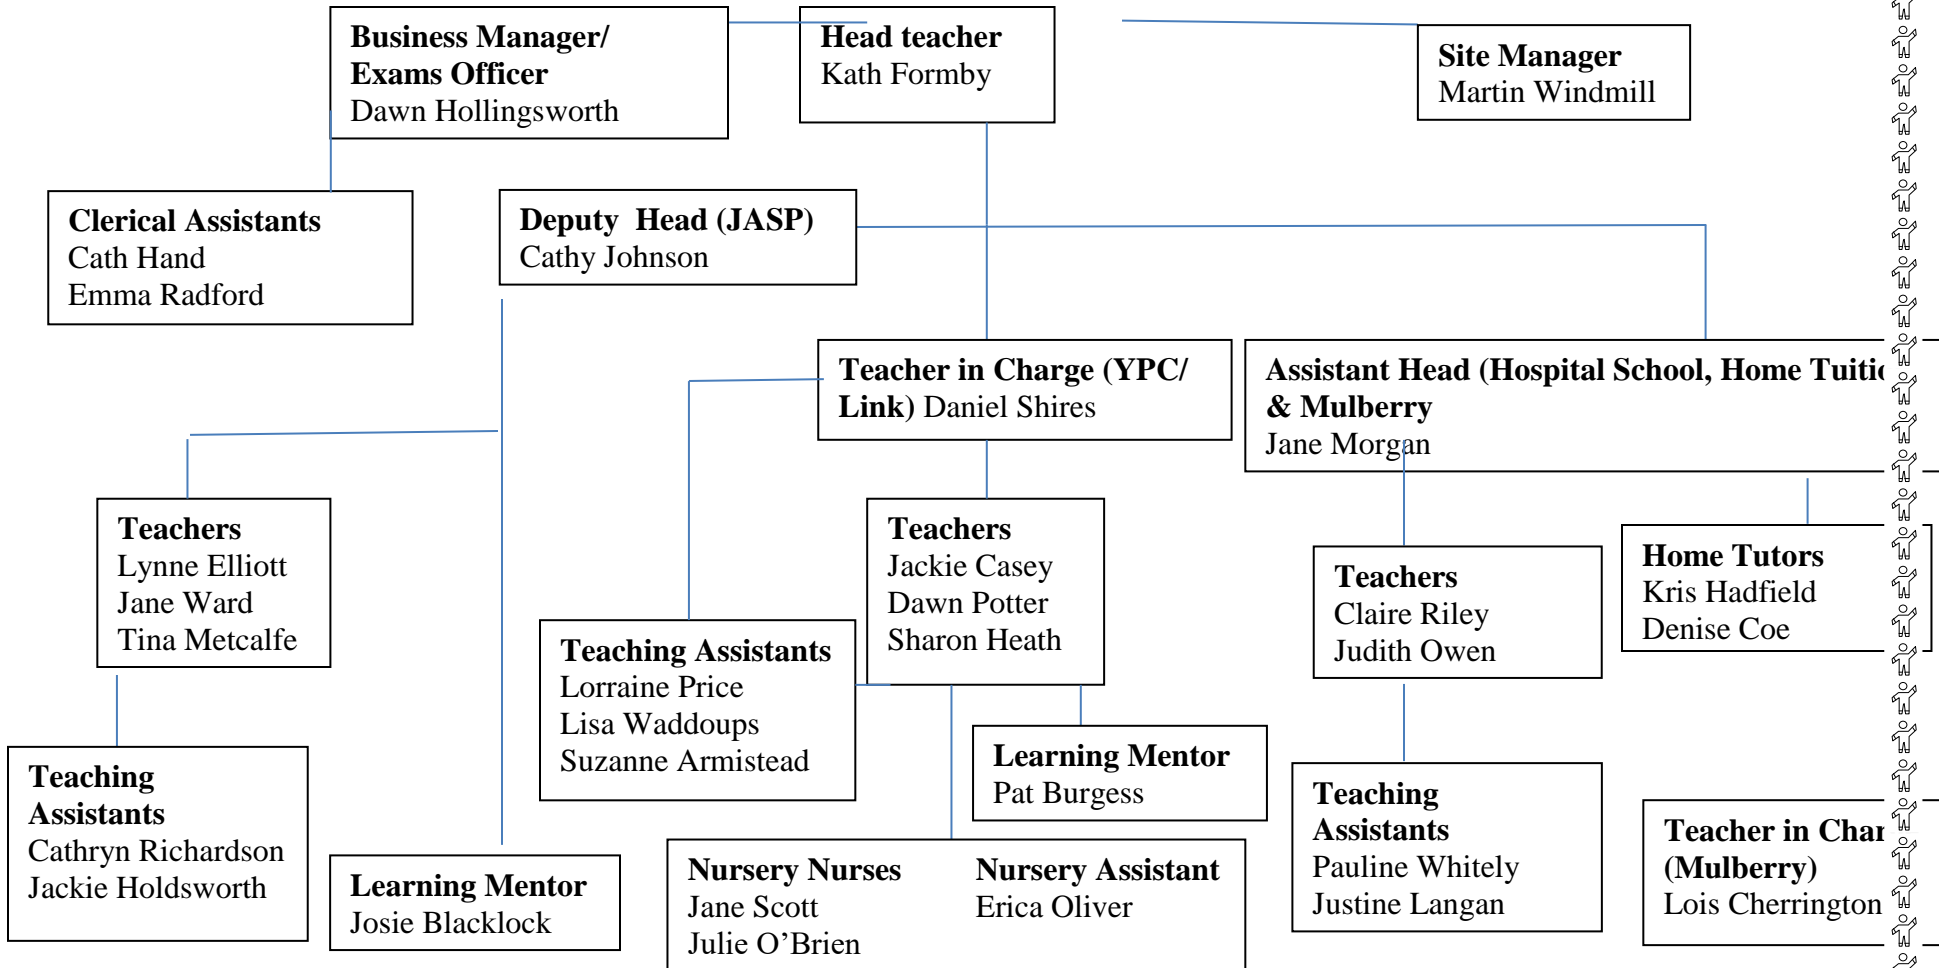 Business Manager/
Exams Officer
Dawn Hollingsworth
Head teacher
Kath Formby
Site Manager
Martin Windmill
Clerical Assistants
Cath Hand
Emma Radford
Deputy Head (JASP)
Cathy Johnson
Teacher in Charge (YPC/
Link) Daniel Shires
Assistant Head (Hospital School, Home
& Mulberry
Jane Morgan
Teachers
Lynne Elliott
Jane Ward
Tina Metcalfe
Teachers
Jackie Casey
Dawn Potter
Sharon Heath
Teachers
Claire Riley
Judith Owen
Home Tutors
Kris Hadfield
Denise Coe
Teaching Assistants
Lorraine Price
Lisa Waddoups
Suzanne Armistead
Learning Mentor
Pat Burgess
Teaching
Assistants
Cathryn Richardson
Jackie Holdsworth
Learning Mentor
Josie Blacklock
Nursery Nurses
Jane Scott
Julie O’Brien
Nursery Assistant
Erica Oliver
Teaching
Assistants
Pauline Whitely
Justine Langan
Teacher in
(Mulberry)
Lois Cherrington